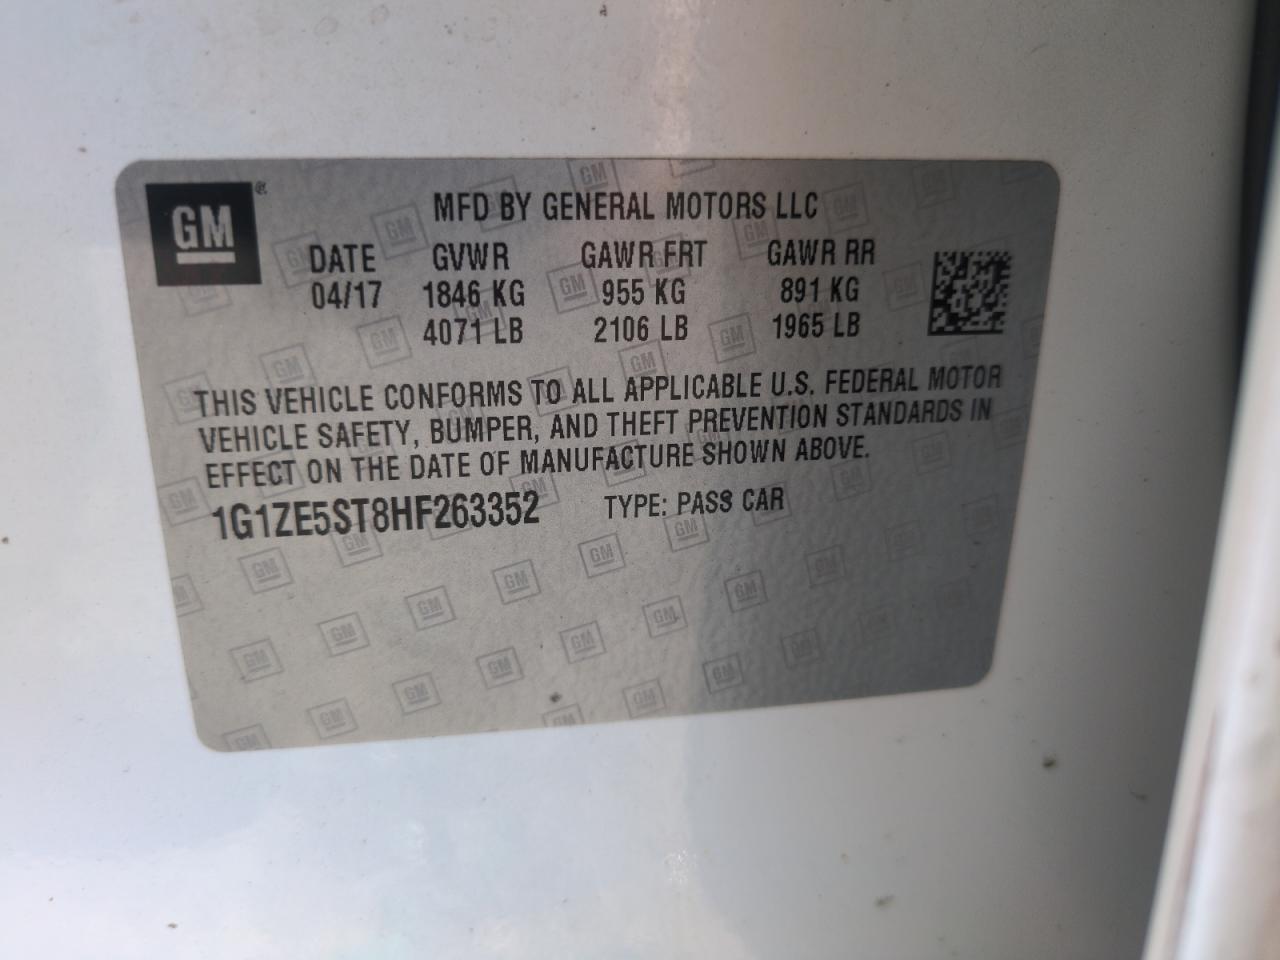 GM
MFD BY GENERAL MOTORS LLC
DATE GVWR GAWR FRT GAWR RR
04/17 1846 KG 955 KG 891 KG
4071 LB 2106 LB 1965 LB
THIS VEHICLE CONFORMS TO ALL APPLICABLE U.S. FEDERAL MOTOR
VEHICLE SAFETY, BUMPER, AND THEFT PREVENTION STANDARDS IN
EFFECT ON THE DATE OF MANUFACTURE SHOWN ABOVE.
1G1ZE5ST8HF263352 TYPE: PASS CAR